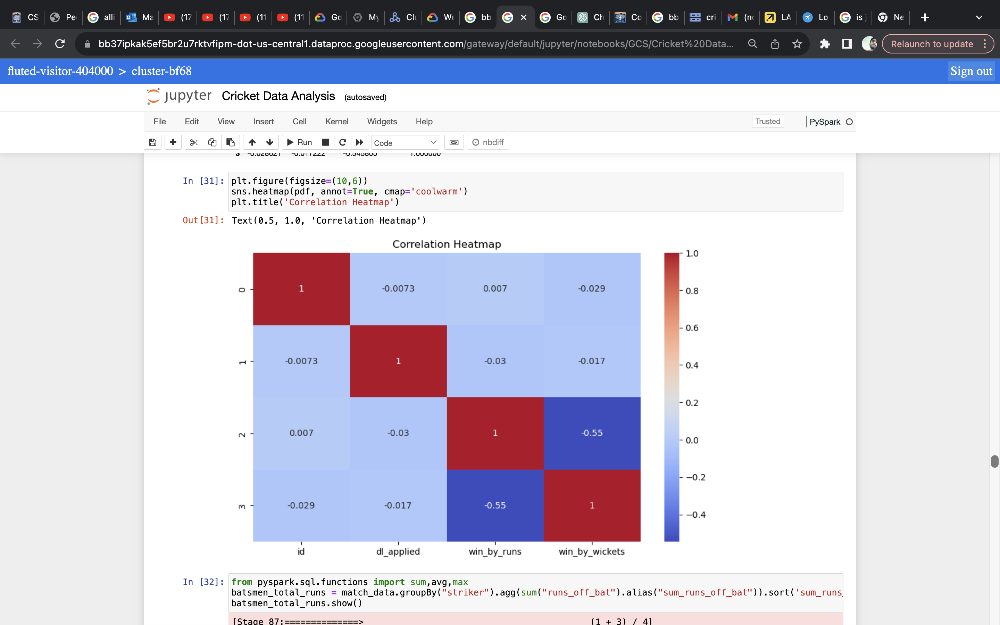 CS Pe alli Ma (17 (17 (11 (11 Go My Clu We bb Go Ch Co bb cri (no LA Lo is j Ne
bb37ipkak5ef5br2u7rktvfipm-dot-us-central1.dataproc.googleusercontent.com/gateway/default/jupyter/notebooks/GCS/Cricket%20Data... Relaunch to update
fluted-visitor-404000 > cluster-bf68 Sign out
jupyter Cricket Data Analysis (autosaved)
File Edit View Insert Cell Kernel Widgets Help Trusted PySpark
Run Code nbdiff
3 -0.028621 -0.017222 -0.545805 1.000000
In [31]: plt.figure(figsize=(10,6))
sns.heatmap(pdf, annot=True, cmap='coolwarm')
plt.title('Correlation Heatmap')
Out[31]: Text(0.5, 1.0, 'Correlation Heatmap')
Correlation Heatmap
0 1 -0.0073 0.007 -0.029
1 -0.0073 1 -0.03 -0.017
2 0.007 -0.03 1 -0.55
3 -0.029 -0.017 -0.55 1
id dl_applied win_by_runs win_by_wickets
1.0
0.8
0.6
0.4
0.2
0.0
−0.2
−0.4
In [32]: from pyspark.sql.functions import sum,avg,max
batsmen_total_runs = match_data.groupBy("striker").agg(sum("runs_off_bat").alias("sum_runs_off_bat")).sort('sum_runs_
batsmen_total_runs.show()
[Stage 87:==============> (1 + 3) / 4]